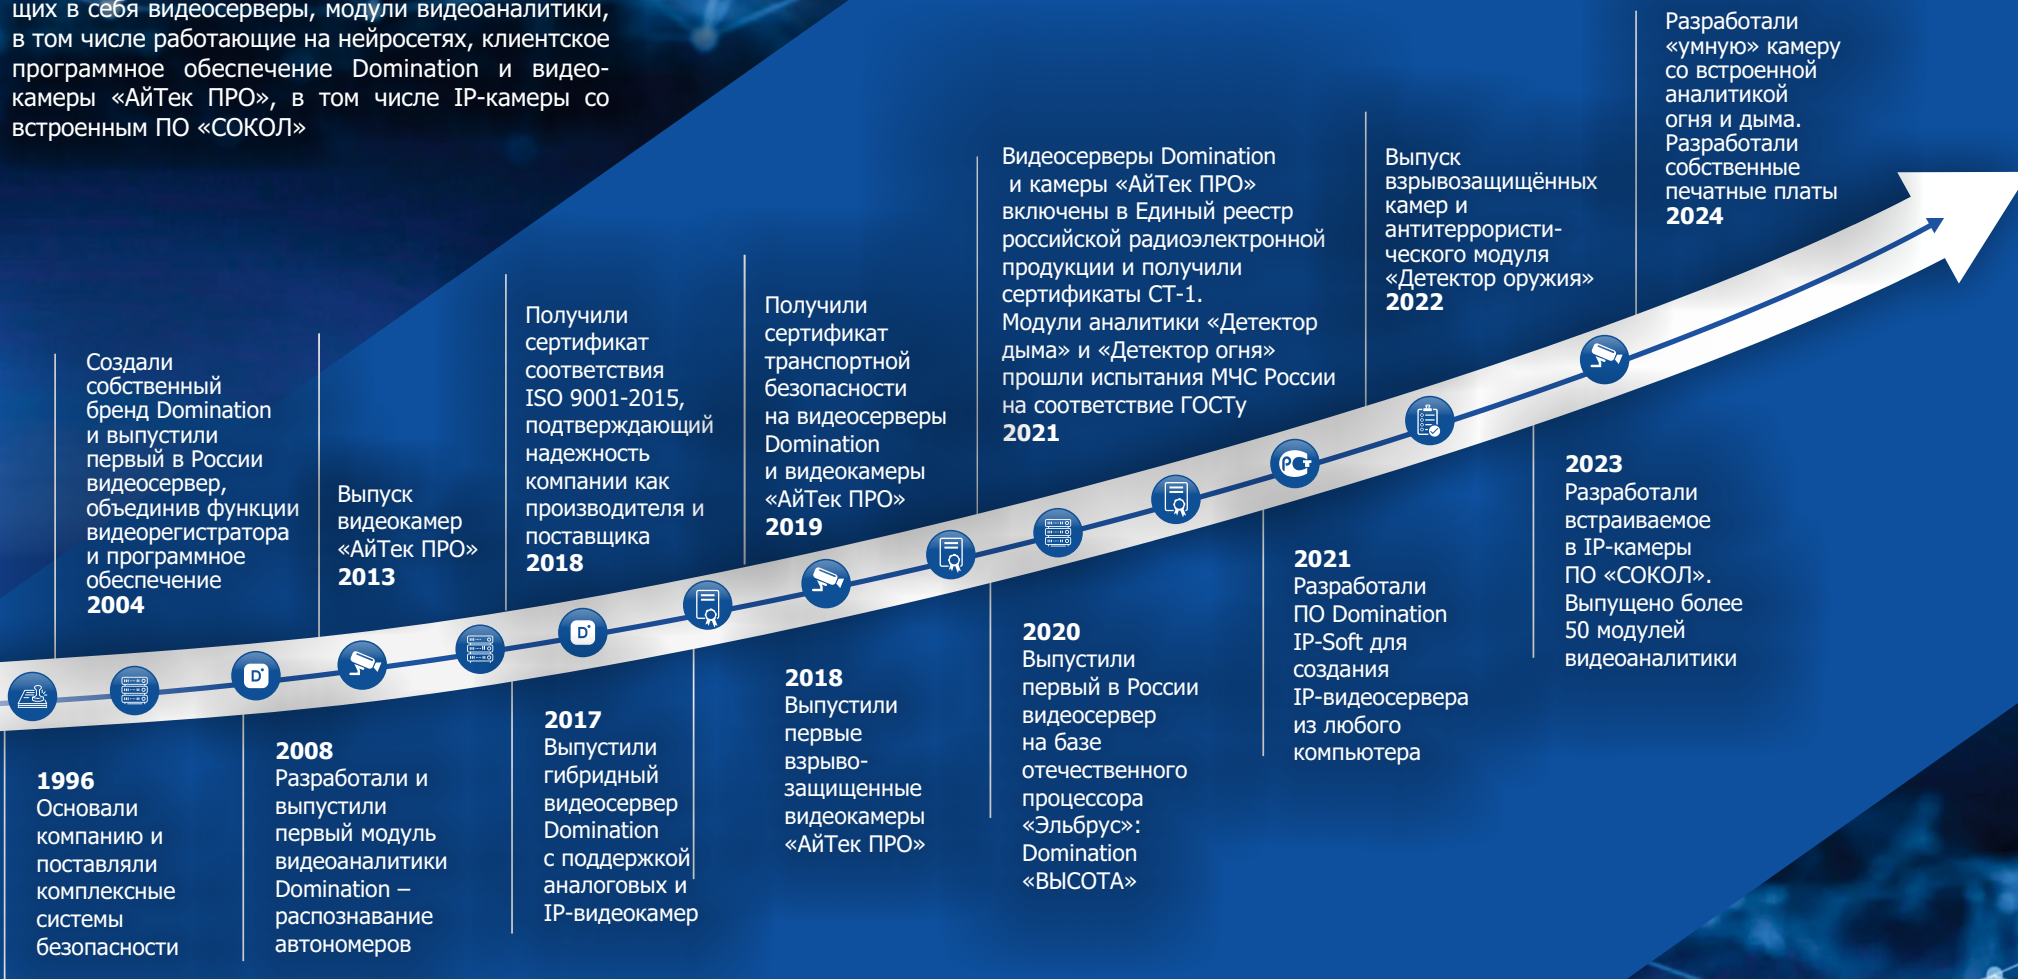 щих в себя видеосерверы, модули видеоаналитики,
в том числе работающие на нейросетях, клиентское
программное обеспечение Domination и видео-
камеры «АйТек ПРО», в том числе IP-камеры со
встроенным ПО «СОКОЛ»
1996
Основали
компанию и
поставляли
комплексные
системы
безопасности
Создали
собственный
бренд Domination
и выпустили
первый в России
видеосервер,
объединив функции
видеорегистратора
и программное
обеспечение
2004
2008
Разработали и
выпустили
первый модуль
видеоаналитики
Domination –
распознавание
автономеров
Выпуск
видеокамер
«АйТек ПРО»
2013
2017
Выпустили
гибридный
видеосервер
Domination
с поддержкой
аналоговых и
IP-видеокамер
Получили
сертификат
соответствия
ISO 9001-2015,
подтверждающий
надежность
компании как
производителя и
поставщика
2018
2018
Выпустили
первые
взрыво-
защищенные
видеокамеры
«АйТек ПРО»
Получили
сертификат
транспортной
безопасности
на видеосерверы
Domination
и видеокамеры
«АйТек ПРО»
2019
2020
Выпустили
первый в России
видеосервер
на базе
отечественного
процессора
«Эльбрус»:
Domination
«ВЫСОТА»
Видеосерверы Domination
и камеры «АйТек ПРО»
включены в Единый реестр
российской радиоэлектронной
продукции и получили
сертификаты СТ-1.
Модули аналитики «Детектор
дыма» и «Детектор огня»
прошли испытания МЧС России
на соответствие ГОСТу
2021
2021
Разработали
ПО Domination
IP-Soft для
создания
IP-видеосервера
из любого
компьютера
Выпуск
взрывозащищённых
камер и
антитеррористи-
ческого модуля
«Детектор оружия»
2022
2023
Разработали
встраиваемое
в IP-камеры
ПО «СОКОЛ».
Выпущено более
50 модулей
видеоаналитики
Разработали
«умную» камеру
со встроенной
аналитикой
огня и дыма.
Разработали
собственные
печатные платы
2024
D
D
РСТ